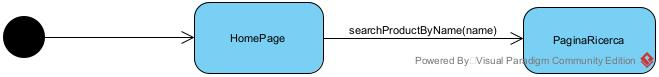 HomePage
searchProductByName(name)
PaginaRicerca
Powered By Visual Paradigm Community Edition